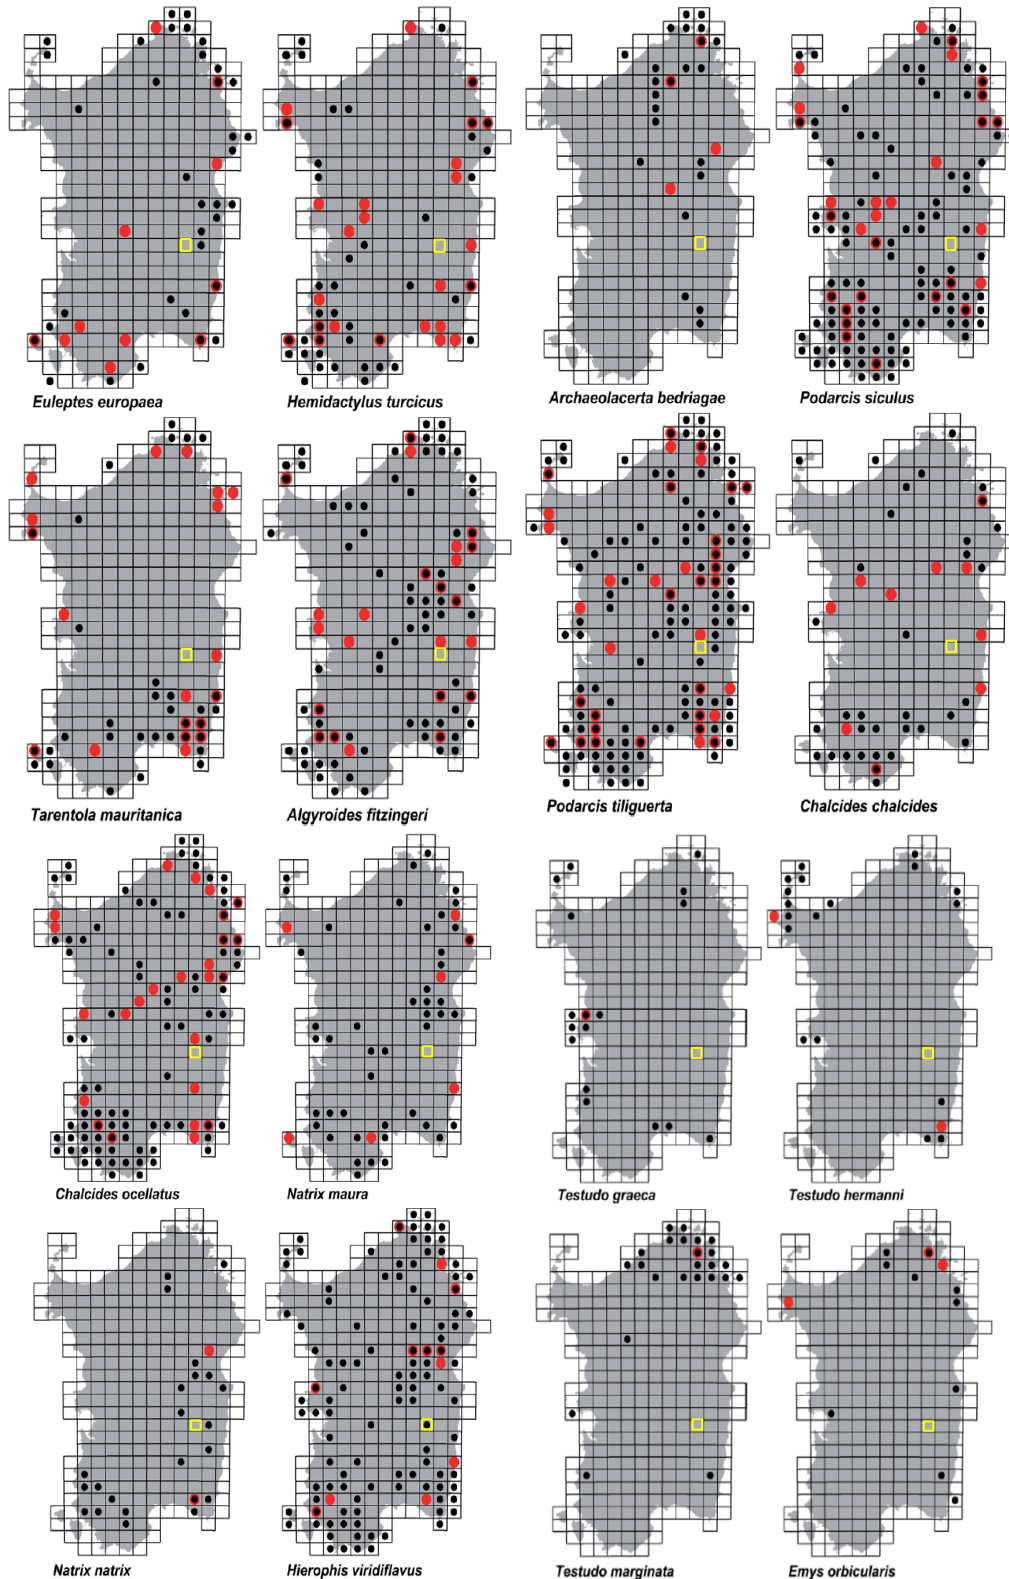 Euleptes europaea
Hemidactylus turcicus
Archaeolacerta bedriagae
Podarcis siculus
Tarentola mauritanica
Algyroides fitzingeri
Podarcis tiliguerta
Chalcides chalcides
Chalcides ocellatus
Natrix maura
Testudo graeca
Testudo hermanni
Natrix natrix
Hierophis viridiflavus
Testudo marginata
Emys orbicularis